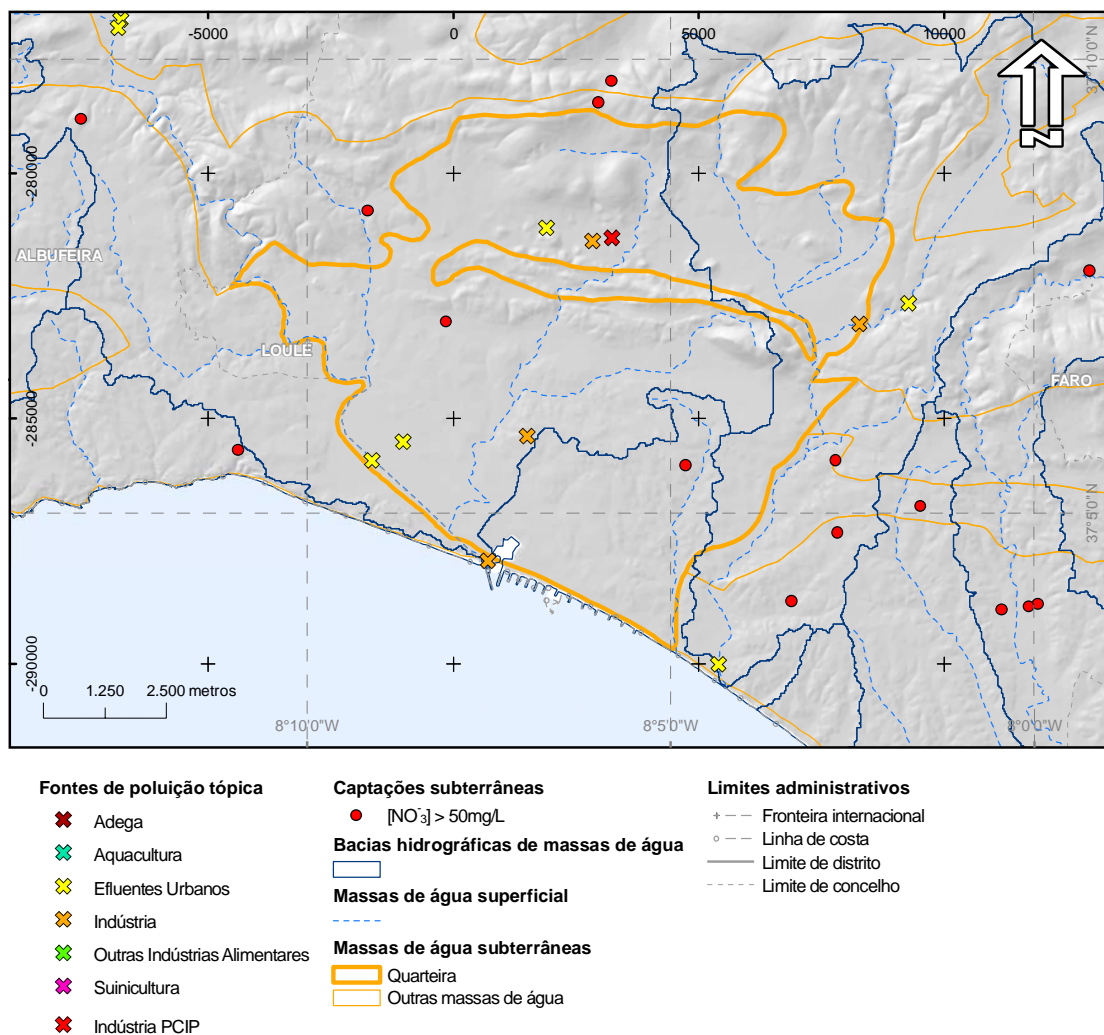 -5000
0
5000
10000
37°10'0"N
-280000
ALBUFEIRA
LOULÉ
FARO
-285000
37°5'0"N
-290000
0
1.250
2.500 metros
8°10'0"W
8°5'0"W
8°0'0"W
N
Fontes de poluição tópica
Adega
Aquacultura
Efluentes Urbanos
Indústria
Outras Indústrias Alimentares
Suinicultura
Indústria PCIP
Captações subterrâneas
[NO⁻₃] > 50mg/L
Bacias hidrográficas de massas de água
Massas de água superficial
Massas de água subterrâneas
Quarteira
Outras massas de água
Limites administrativos
Fronteira internacional
Linha de costa
Limite de distrito
Limite de concelho